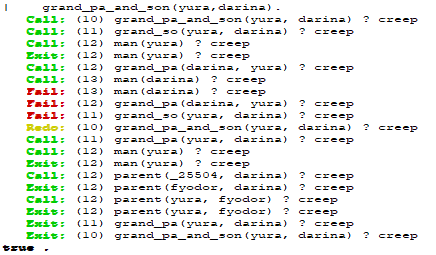 |    grand_pa_and_son(yura,darina).
Call: (10) grand_pa_and_son(yura, darina) ? creep
Call: (11) grand_so(yura, darina) ? creep
Call: (12) man(yura) ? creep
Exit: (12) man(yura) ? creep
Call: (12) grand_pa(darina, yura) ? creep
Call: (13) man(darina) ? creep
Fail: (13) man(darina) ? creep
Fail: (12) grand_pa(darina, yura) ? creep
Fail: (11) grand_so(yura, darina) ? creep
Redo: (10) grand_pa_and_son(yura, darina) ? creep
Call: (11) grand_pa(yura, darina) ? creep
Call: (12) man(yura) ? creep
Exit: (12) man(yura) ? creep
Call: (12) parent(_25504, darina) ? creep
Exit: (12) parent(fyodor, darina) ? creep
Call: (12) parent(yura, fyodor) ? creep
Exit: (12) parent(yura, fyodor) ? creep
Exit: (11) grand_pa(yura, darina) ? creep
Exit: (10) grand_pa_and_son(yura, darina) ? creep
true .